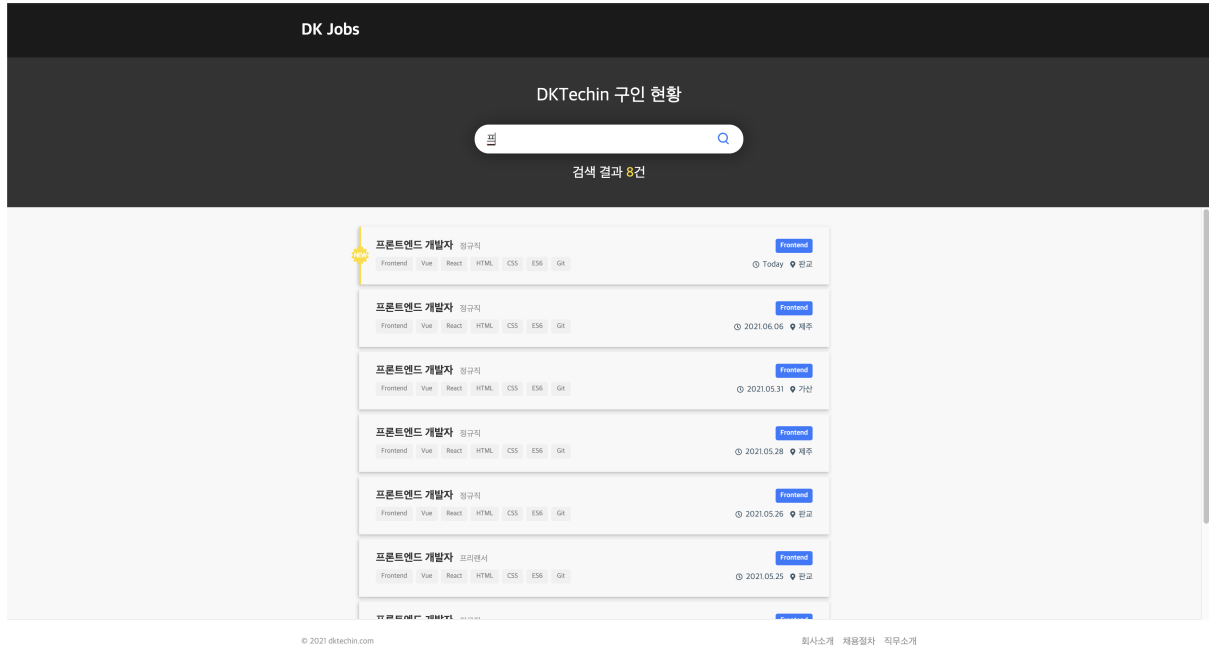 DK Jobs
DKTechin 구인 현황
프
검색 결과 8건
프론트엔드 개발자 정규직 Frontend
NEW
Frontend Vue React HTML CSS ES6 Git Today 판교
프론트엔드 개발자 정규직 Frontend
Frontend Vue React HTML CSS ES6 Git 2021.06.06 제주
프론트엔드 개발자 정규직 Frontend
Frontend Vue React HTML CSS ES6 Git 2021.05.31 가산
프론트엔드 개발자 정규직 Frontend
Frontend Vue React HTML CSS ES6 Git 2021.05.28 제주
프론트엔드 개발자 정규직 Frontend
Frontend Vue React HTML CSS ES6 Git 2021.05.26 판교
프론트엔드 개발자 프리랜서 Frontend
Frontend Vue React HTML CSS ES6 Git 2021.05.25 판교
프론트엔드 개발자
© 2021 dktechin.com 회사소개 채용절차 직무소개